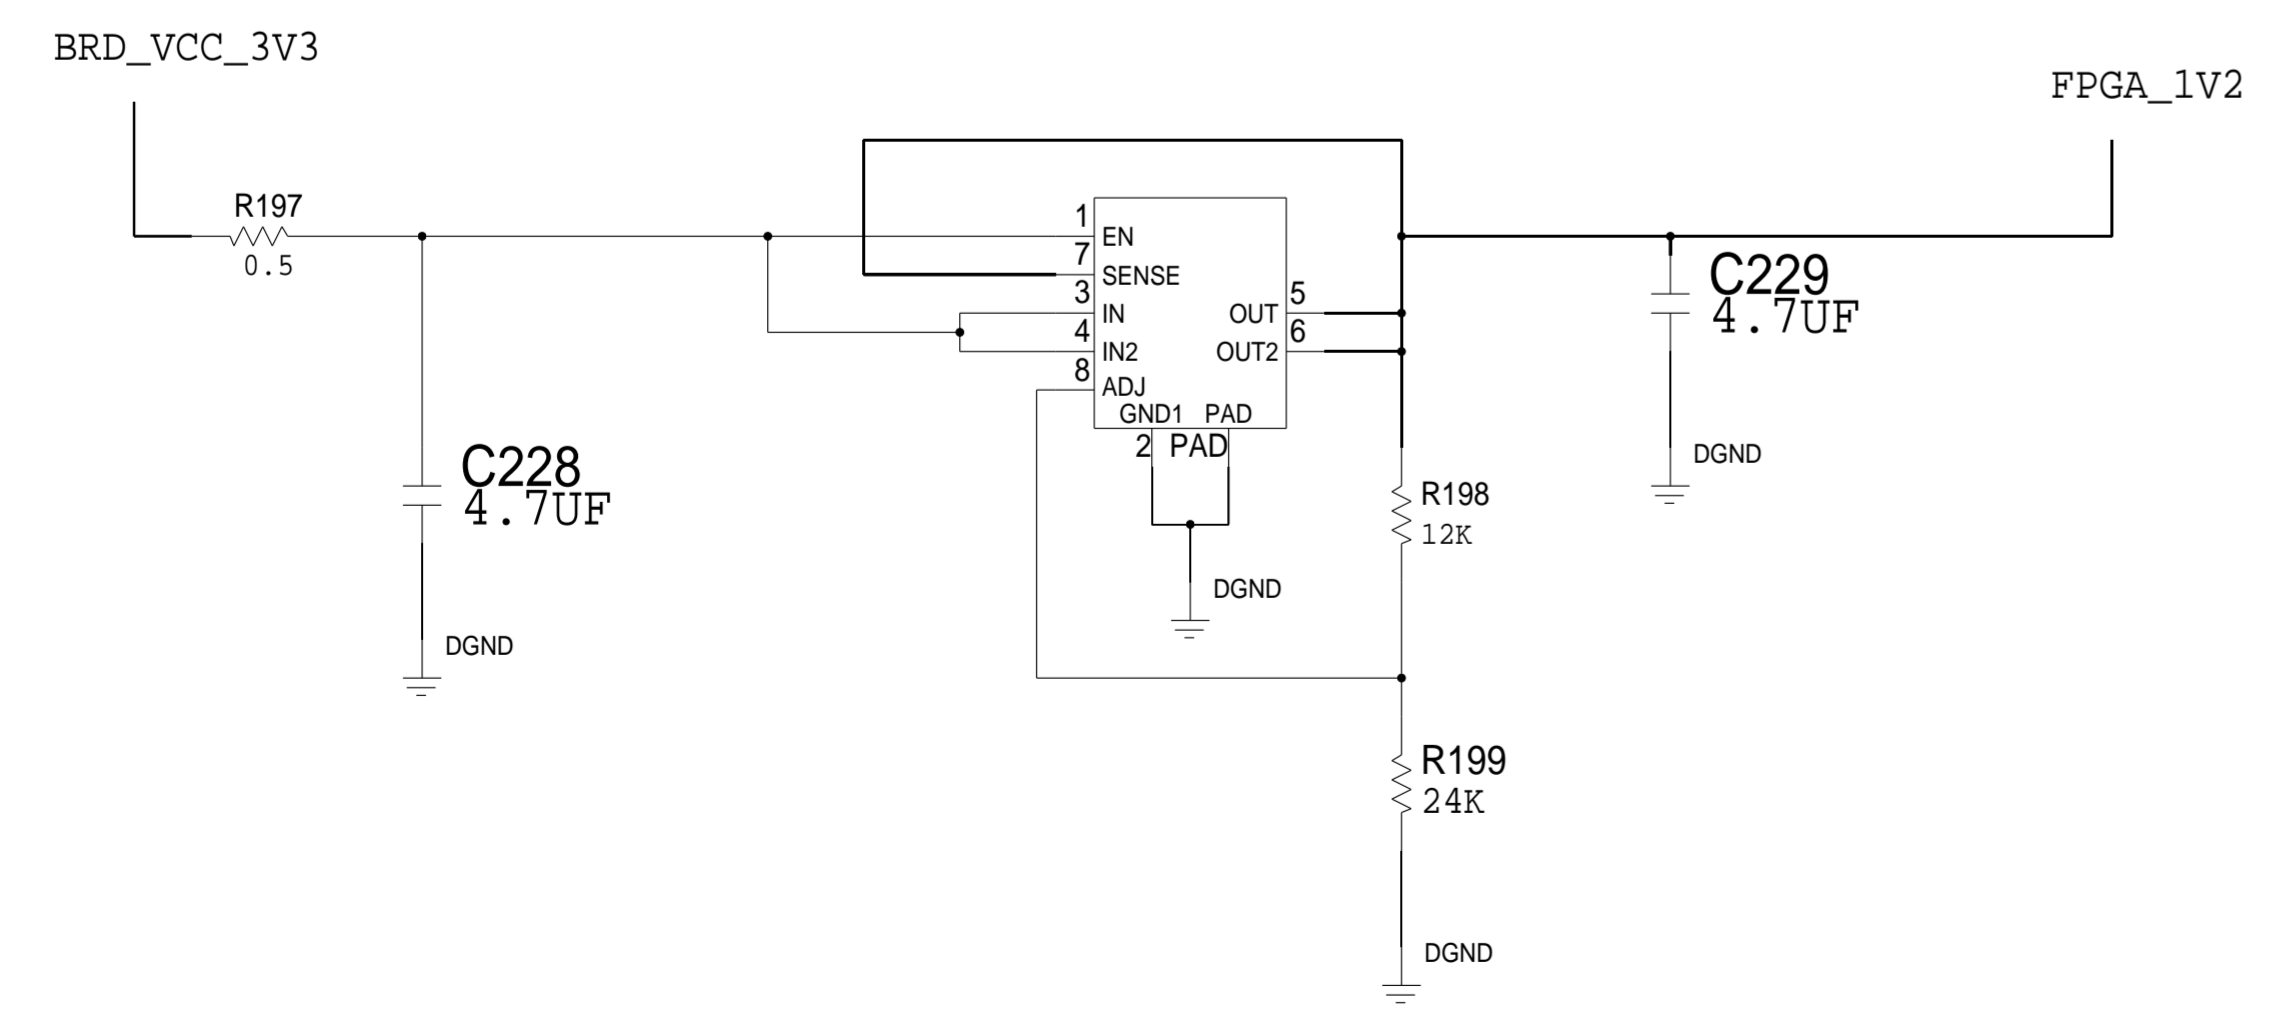 BRD_VCC_3V3
FPGA_1V2
R197
0.5
1
EN
7
SENSE
3
IN
4
IN2
8
ADJ
GND1 PAD
2 PAD
OUT
5
OUT2
6
C229
4.7UF
DGND
C228
4.7UF
DGND
R198
12K
DGND
R199
24K
DGND